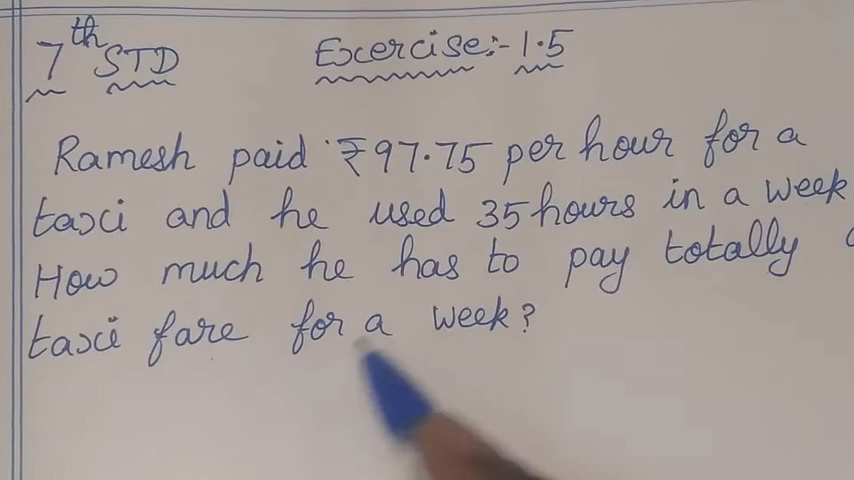 7th STD Excercise:- 1.5
Ramesh paid ₹97.75 per hour for a
taxi and he used 35 hours in a week
How much he has to pay totally
taxi fare for a week?